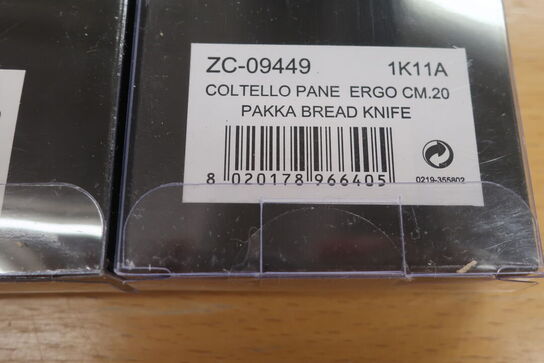 ZC-09449 1K11A
COLTELLO PANE ERGO CM.20
PAKKA BREAD KNIFE
8 020178 966405
0219-355802